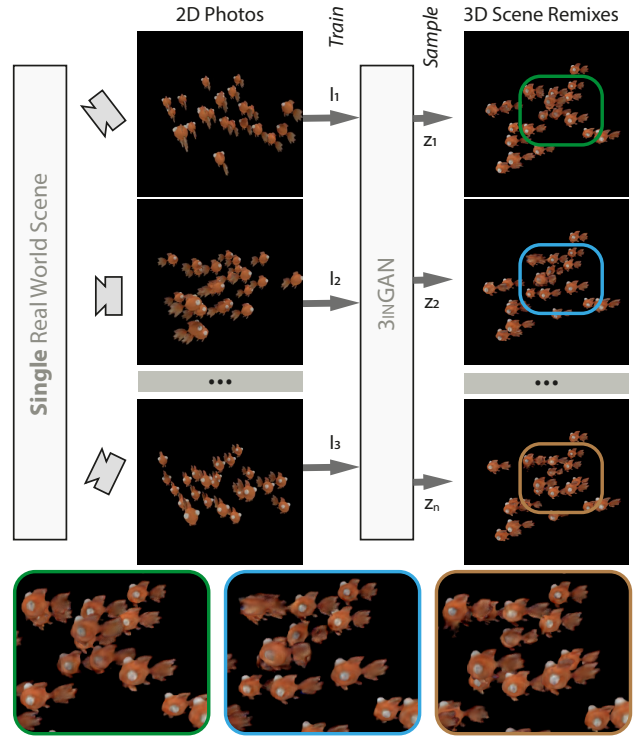 2D Photos
Train
Sample
3D Scene Remixes
Single Real World Scene
I₁
z₁
I₂
z₂
3INGAN
•••
•••
I₃
zₙ